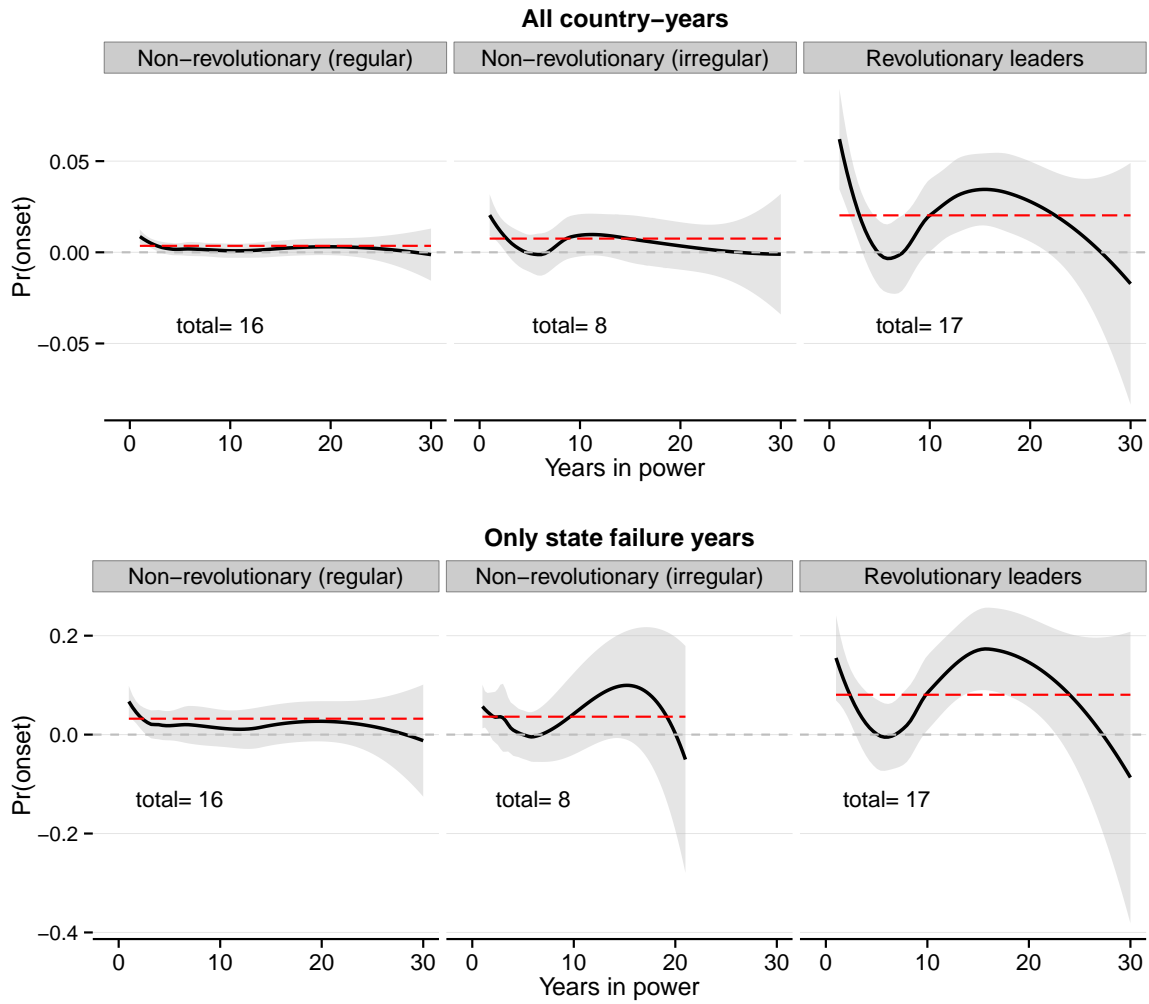 All country−years
Non−revolutionary (regular) Non−revolutionary (irregular) Revolutionary leaders
Pr(onset)
0.05
0.00
−0.05
total= 16 total= 8 total= 17
0 10 20 30 0 10 20 30 0 10 20 30
Years in power
Only state failure years
Non−revolutionary (regular) Non−revolutionary (irregular) Revolutionary leaders
Pr(onset)
0.2
0.0
−0.2
−0.4
total= 16 total= 8 total= 17
0 10 20 30 0 10 20 30 0 10 20 30
Years in power